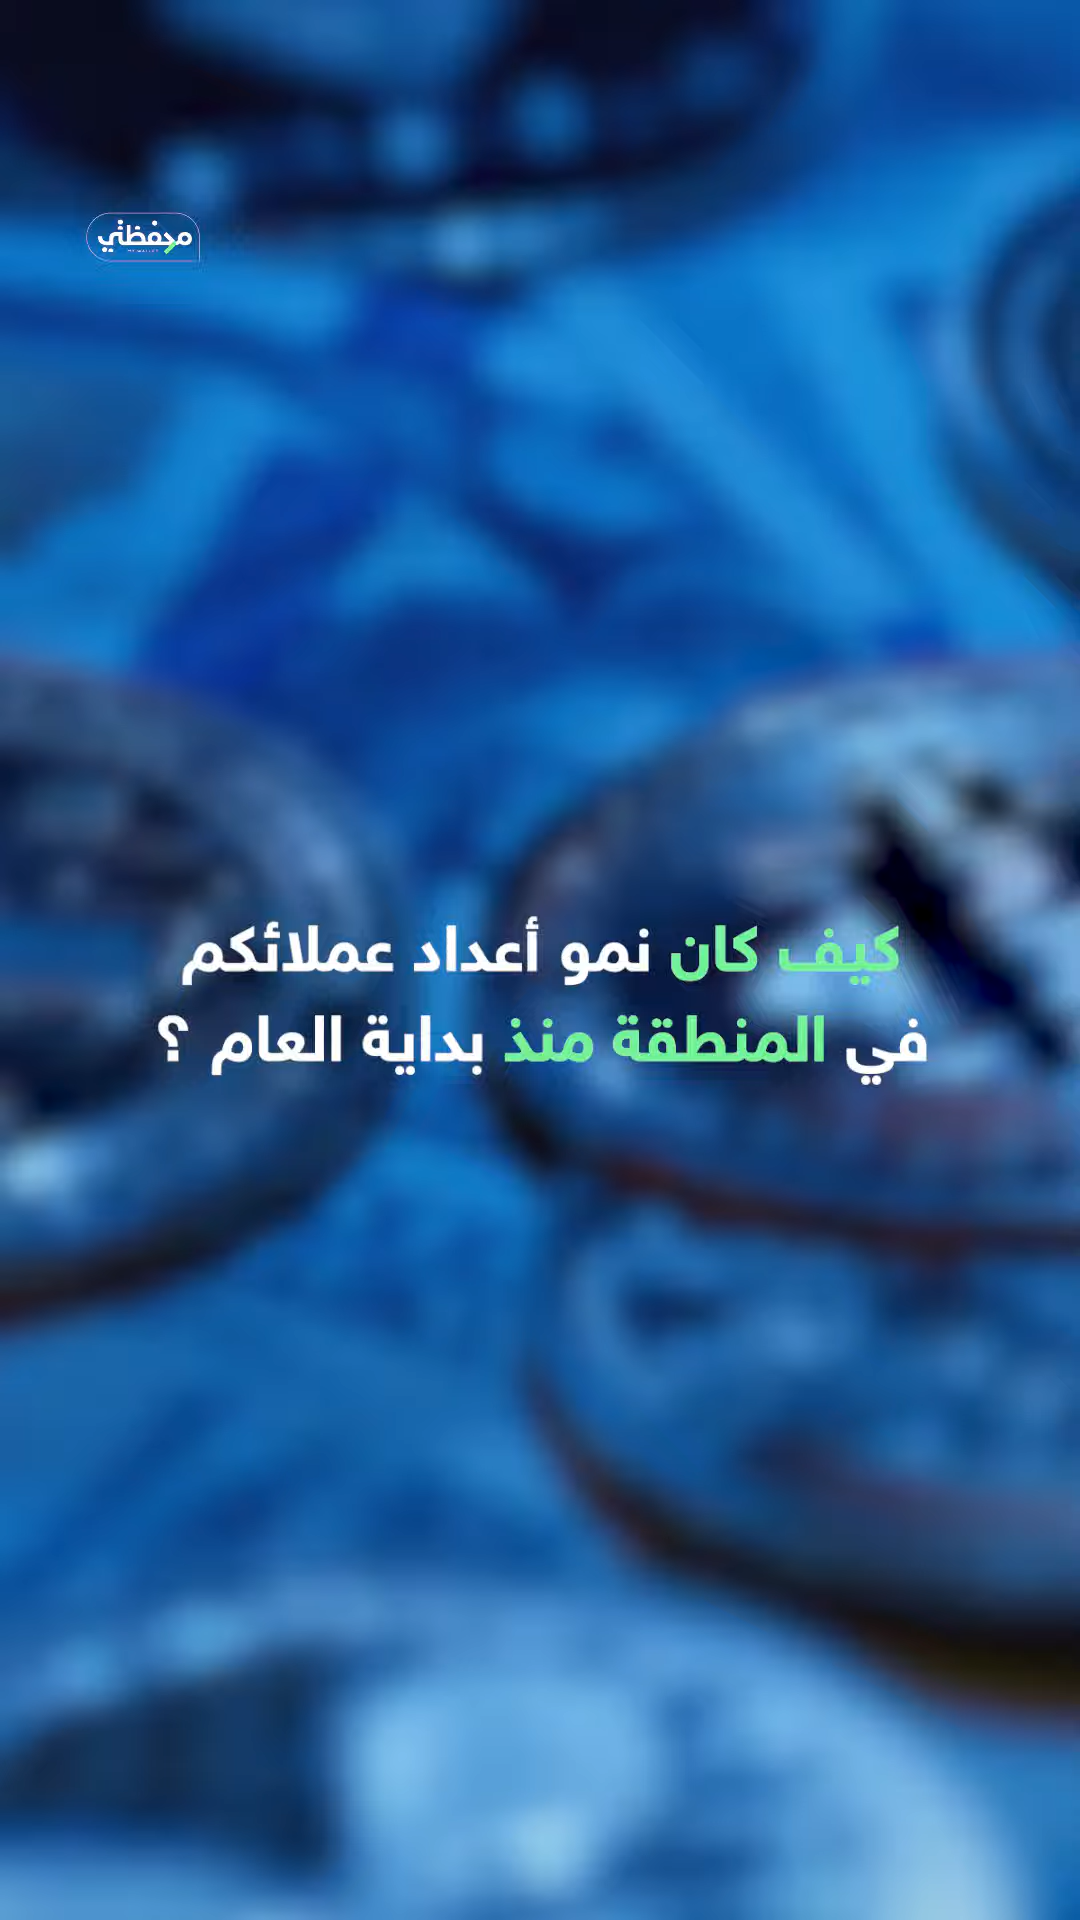 محفظتي
كيف كان نمو أعداد عملائكم
في المنطقة منذ بداية العام ؟